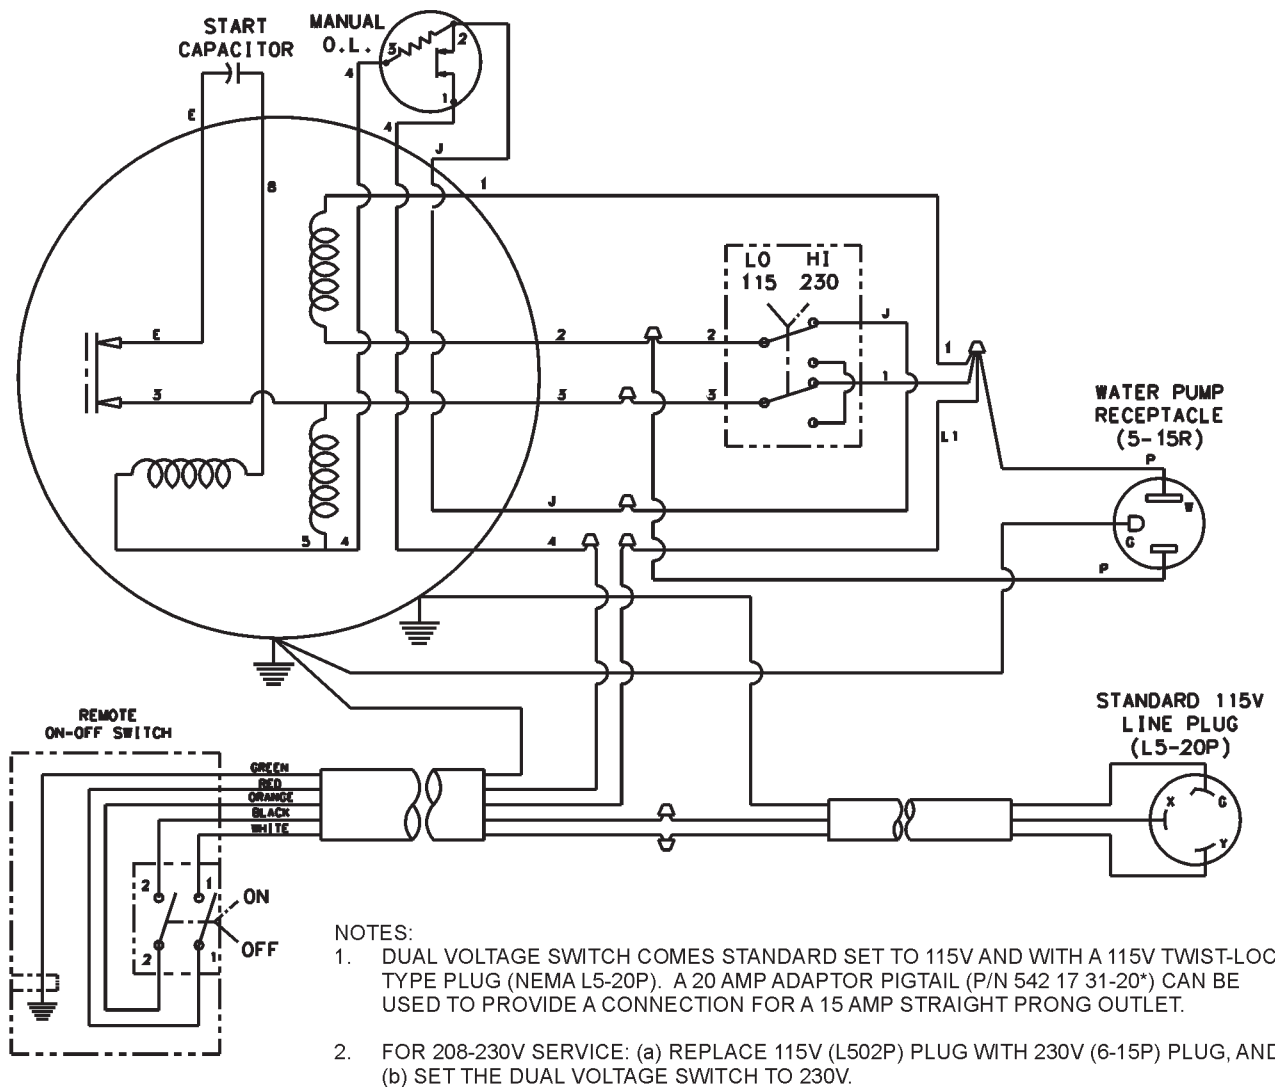 START
CAPACITOR
MANUAL
O.L.
3
2
1
4
E
4
J
8
1
LO HI
115 230
E
2
2
J
1
1
3
3
3
L1
WATER PUMP
RECEPTACLE
(5-15R)
P
W
G
P
J
5
4
4
REMOTE
ON-OFF SWITCH
STANDARD 115V
LINE PLUG
(L5-20P)
GREEN
RED
ORANGE
BLACK
WHITE
X
G
Y
2
1
ON
OFF
2
1
NOTES:
1. DUAL VOLTAGE SWITCH COMES STANDARD SET TO 115V AND WITH A 115V TWIST-LOC
TYPE PLUG (NEMA L5-20P). A 20 AMP ADAPTOR PIGTAIL (P/N 542 17 31-20*) CAN BE
USED TO PROVIDE A CONNECTION FOR A 15 AMP STRAIGHT PRONG OUTLET.
2. FOR 208-230V SERVICE: (a) REPLACE 115V (L502P) PLUG WITH 230V (6-15P) PLUG, AND
(b) SET THE DUAL VOLTAGE SWITCH TO 230V.